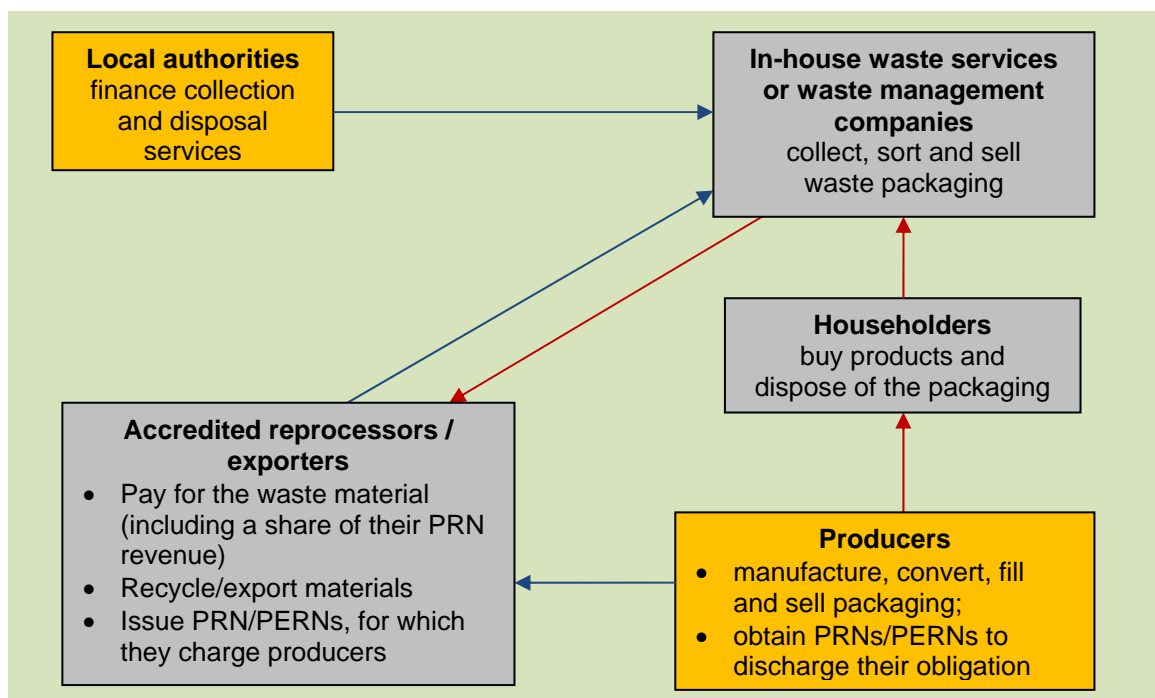 Local authorities
finance collection
and disposal
services
In-house waste services
or waste management
companies
collect, sort and sell
waste packaging
Householders
buy products and
dispose of the packaging
Accredited reprocessors /
exporters
• Pay for the waste material
(including a share of their PRN
revenue)
• Recycle/export materials
• Issue PRN/PERNs, for which
they charge producers
Producers
• manufacture, convert, fill
and sell packaging;
• obtain PRNs/PERNs to
discharge their obligation